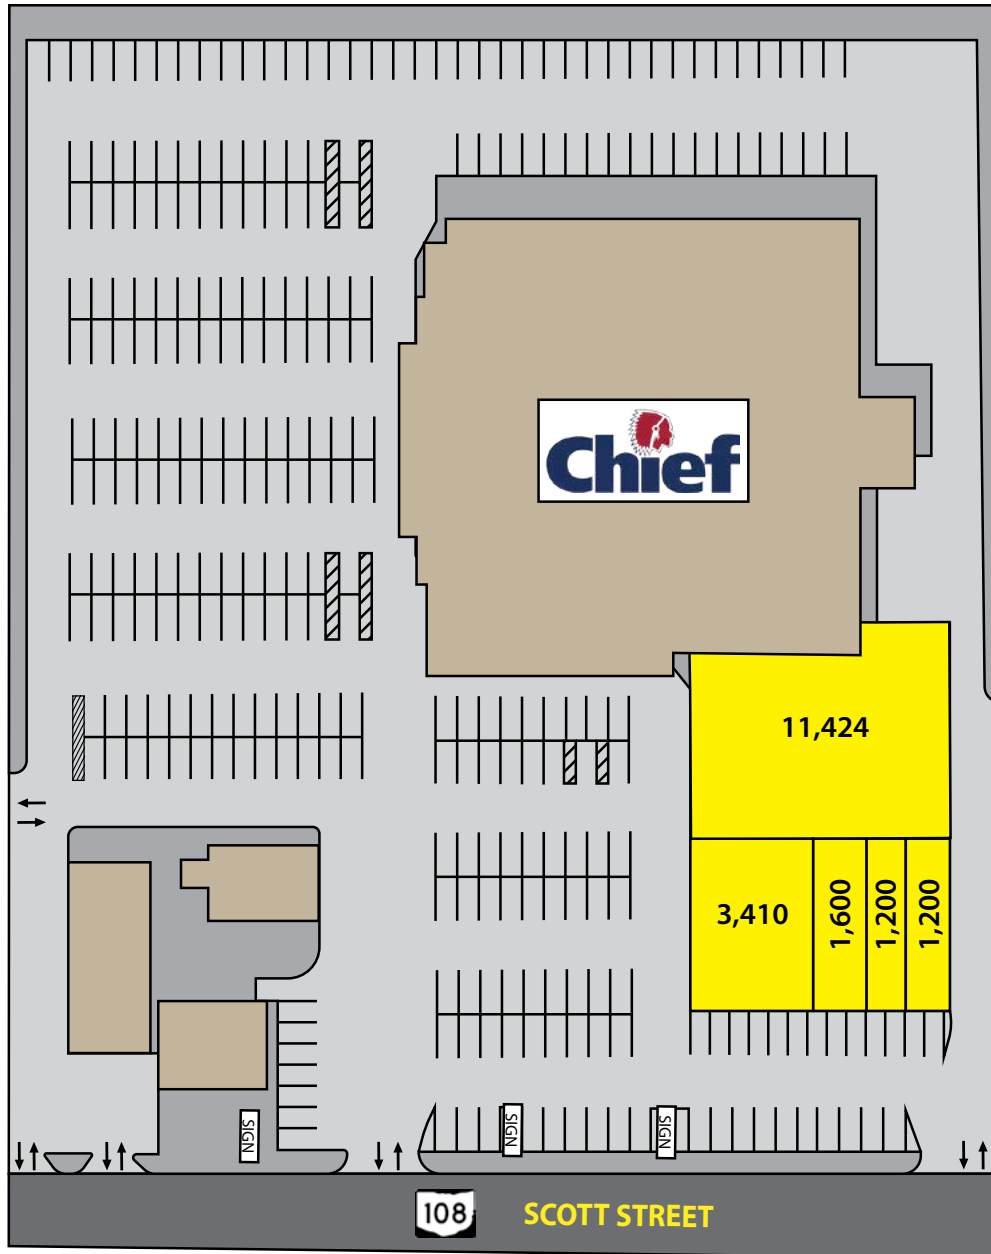 Chief
11,424
3,410
1,600
1,200
1,200
SIGN
SIGN
SIGN
108
SCOTT STREET